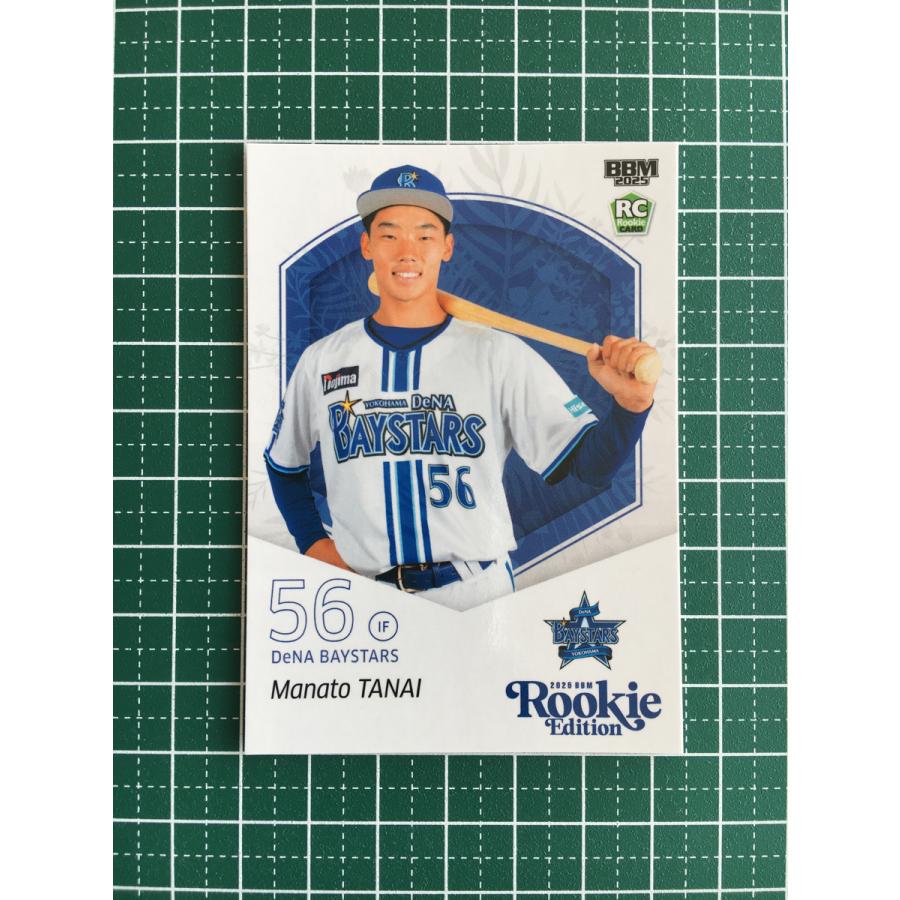 BBM
2025
RC
Rookie
CARD
Nojima
YOKOHAMA DeNA
BAYSTARS
56
56 IF
DeNA BAYSTARS
Manato TANAI
DeNA
BAYSTARS
YOKOHAMA
2025 BBM
Rookie
Edition